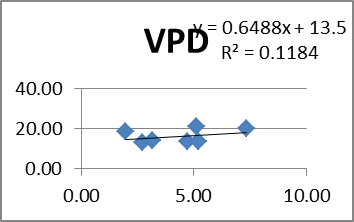 y = 0.6488x + 13.5
VPD
R² = 0.1184
40.00
20.00
0.00
0.00 5.00 10.00